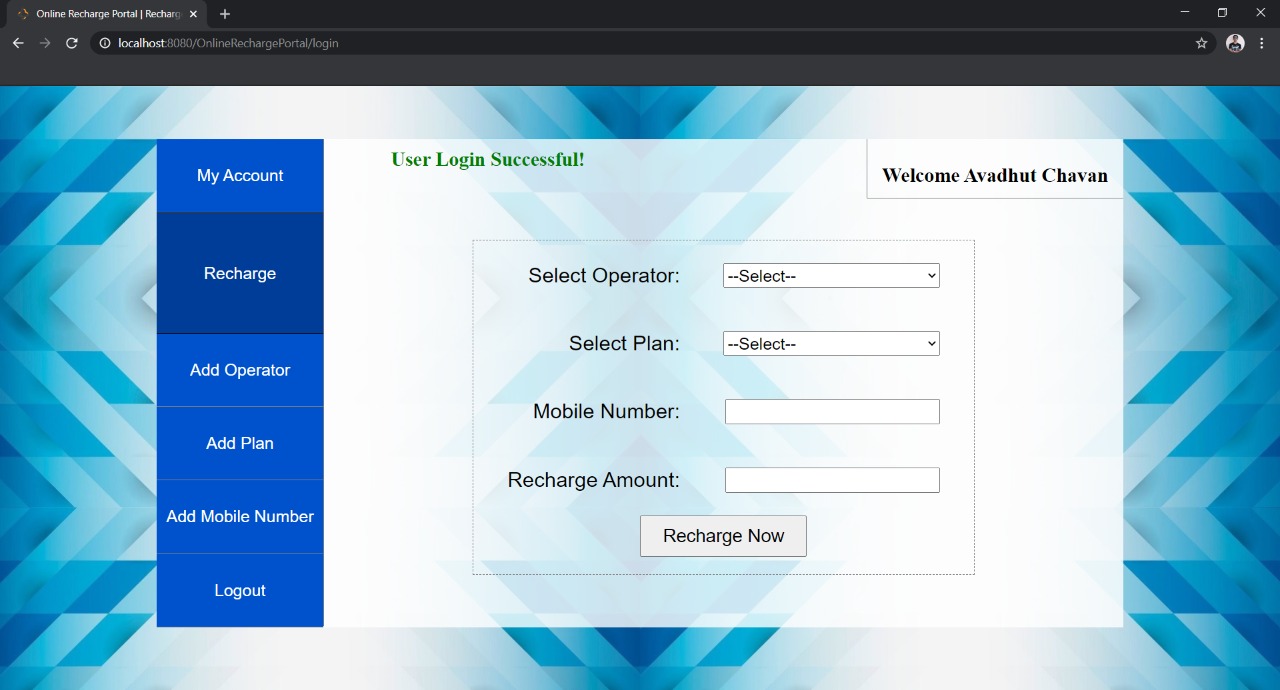 Online Recharge Portal | Recharg
localhost:8080/OnlineRechargePortal/login
My Account
Recharge
Add Operator
Add Plan
Add Mobile Number
Logout
User Login Successful!
Welcome Avadhut Chavan
Select Operator: --Select--
Select Plan: --Select--
Mobile Number:
Recharge Amount:
Recharge Now